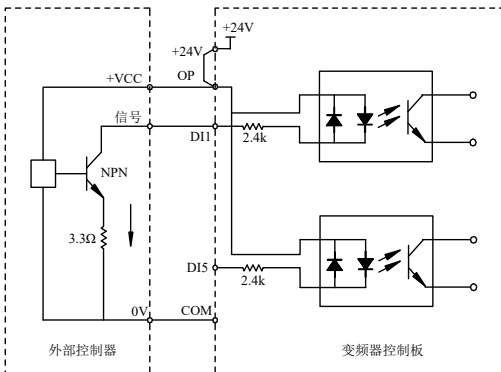 +24V
+24V
+VCC
OP
信号
DI1
2.4k
NPN
3.3Ω
DI5
2.4k
0V
COM
外部控制器
变频器控制板